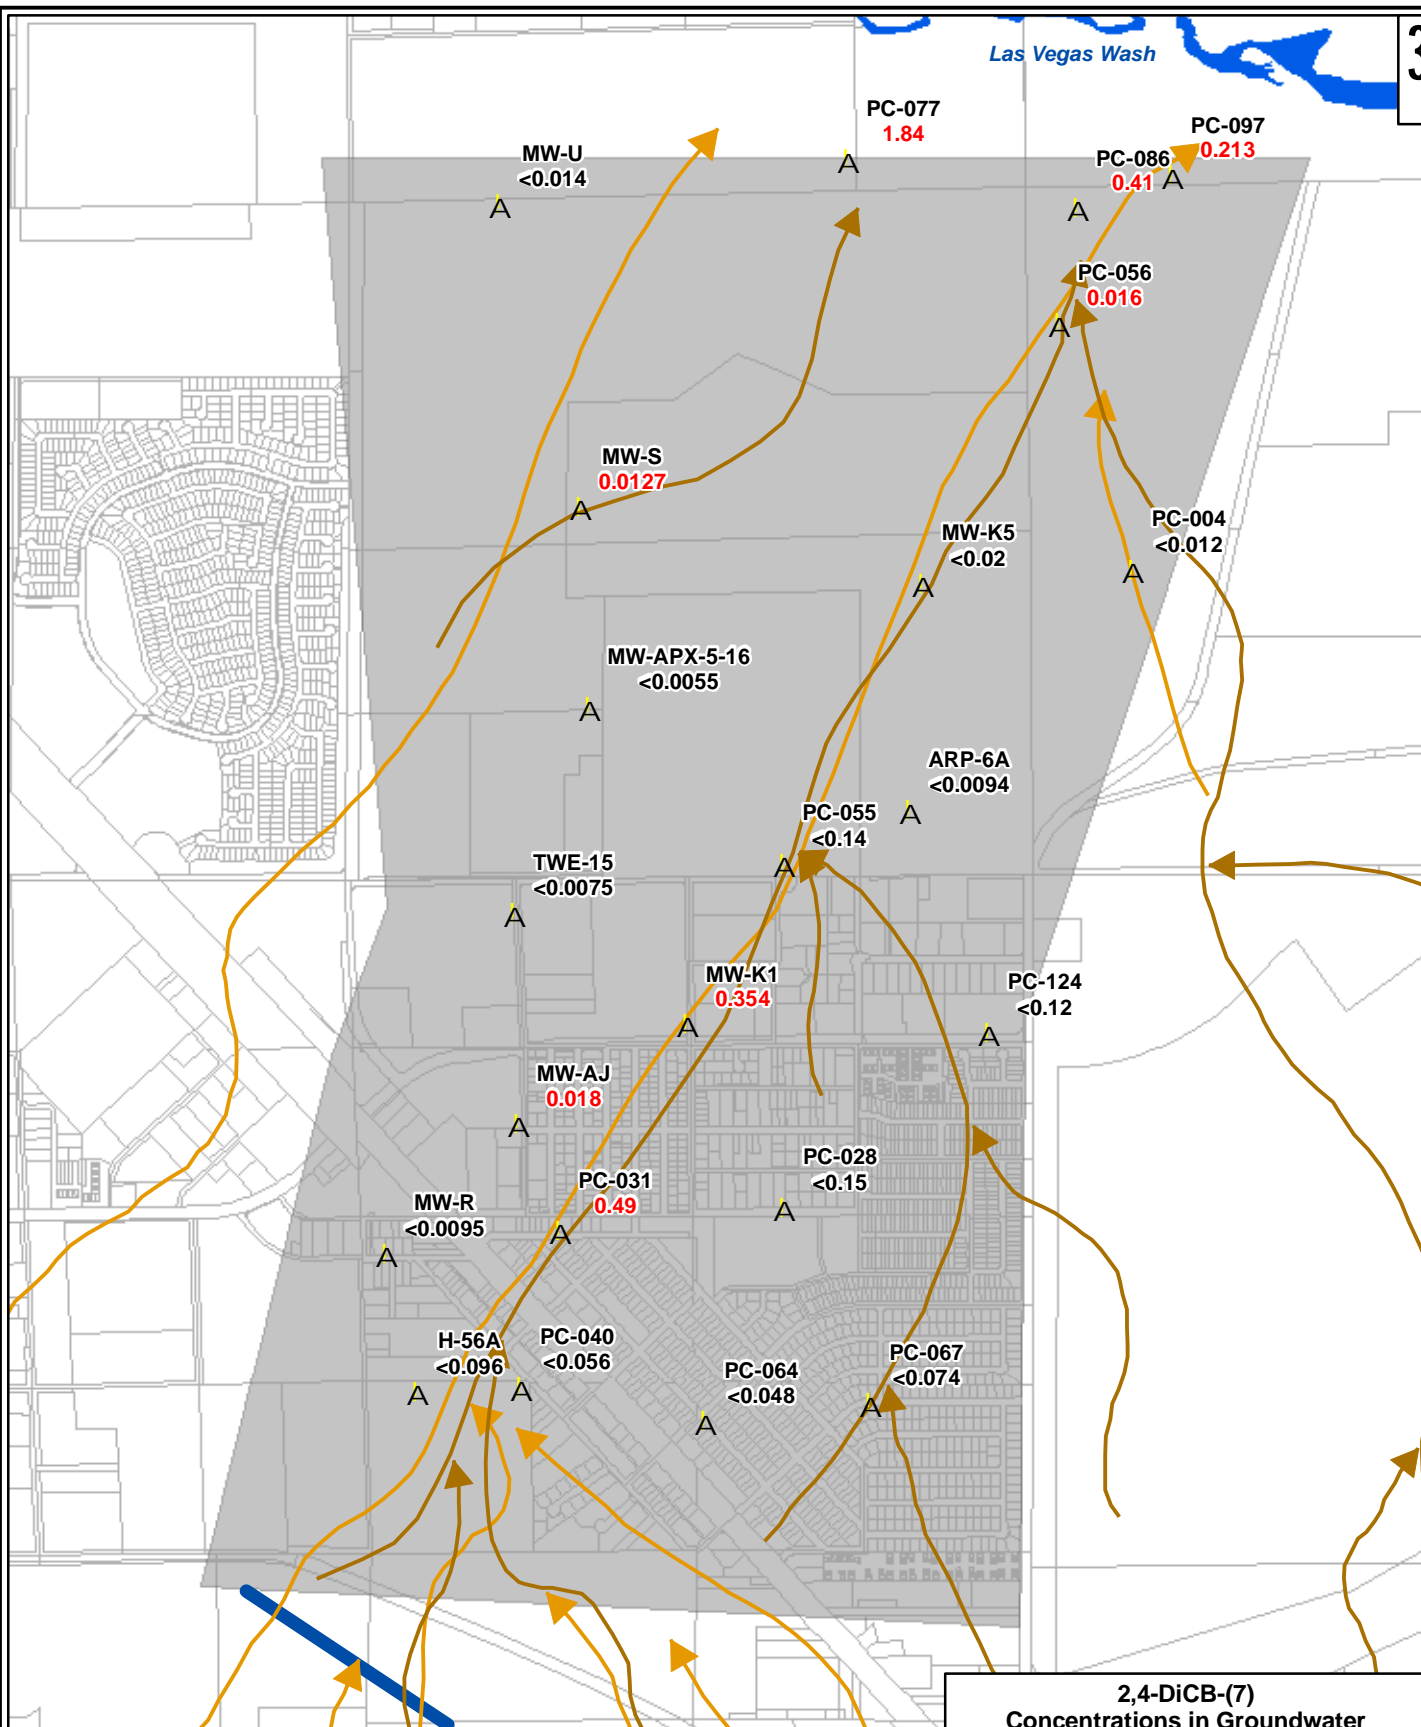 Las Vegas Wash
3
PC-077
1.84
PC-097
0.213
MW-U
<0.014
PC-086
0.41
A
A
A
A
PC-056
0.016
A
MW-S
0.0127
A
PC-004
<0.012
MW-K5
<0.02
A
A
MW-APX-5-16
<0.0055
A
ARP-6A
<0.0094
A
PC-055
<0.14
A
TWE-15
<0.0075
A
MW-K1
0.354
PC-124
<0.12
A
A
MW-AJ
0.018
A
PC-028
<0.15
PC-031
0.49
MW-R
<0.0095
A
A
A
H-56A
<0.096
PC-040
<0.056
PC-064
<0.048
PC-067
<0.074
A
A
A
A
2,4-DiCB-(7)
Concentrations in Groundwater